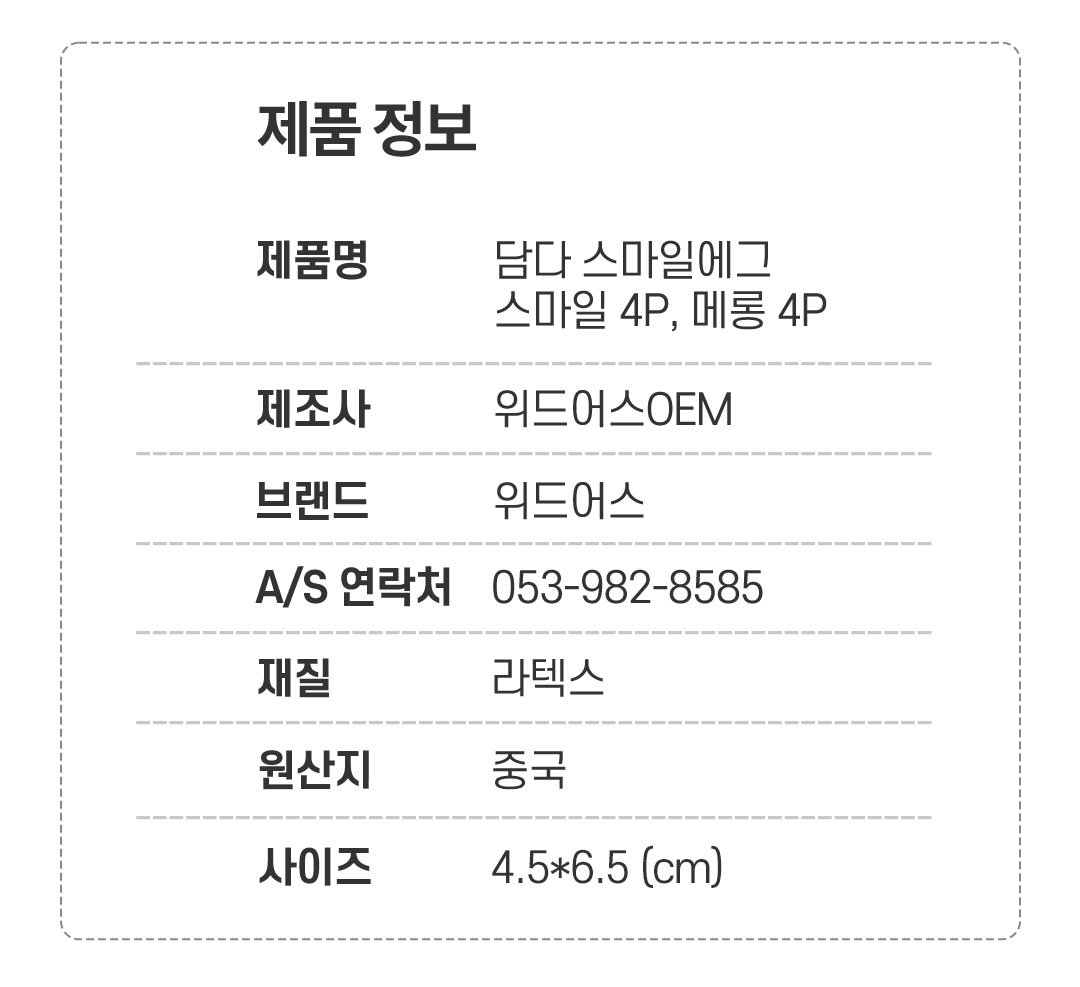 제품 정보
제품명 담다 스마일에그
스마일 4P, 메롱 4P
제조사 위드어스OEM
브랜드 위드어스
A/S 연락처 053-982-8585
재질 라텍스
원산지 중국
사이즈 4.5*6.5 (cm)